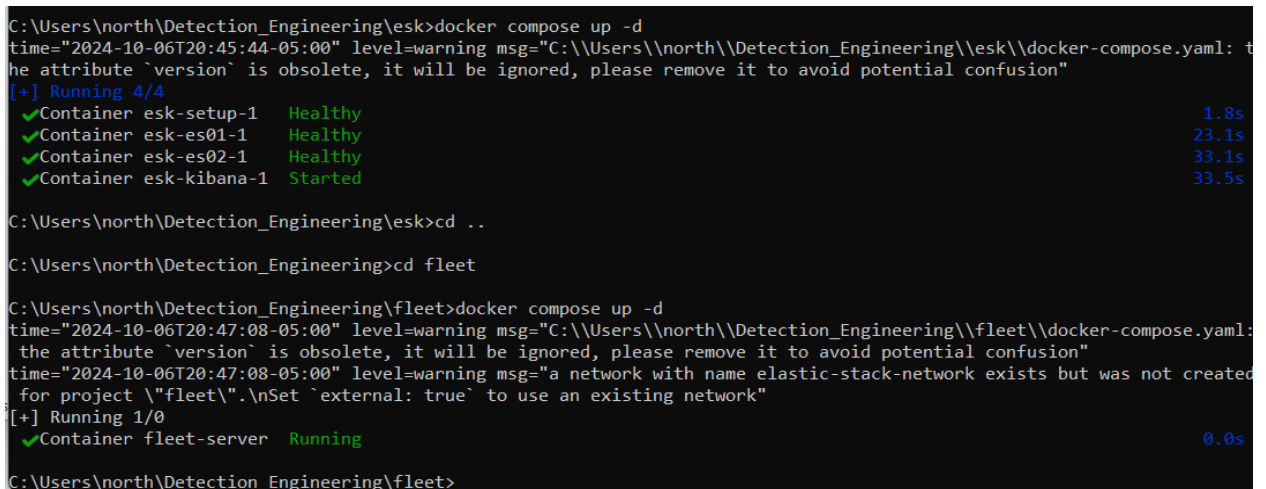 C:\Users\north\Detection_Engineering\esk>docker compose up -d
time="2024-10-06T20:45:44-05:00" level=warning msg="C:\\Users\\north\\Detection_Engineering\\esk\\docker-compose.yaml: t
he attribute `version` is obsolete, it will be ignored, please remove it to avoid potential confusion"
[+] Running 4/4
✔Container esk-setup-1 Healthy 1.8s
✔Container esk-es01-1 Healthy 23.1s
✔Container esk-es02-1 Healthy 33.1s
✔Container esk-kibana-1 Started 33.5s
C:\Users\north\Detection_Engineering\esk>cd ..
C:\Users\north\Detection_Engineering>cd fleet
C:\Users\north\Detection_Engineering\fleet>docker compose up -d
time="2024-10-06T20:47:08-05:00" level=warning msg="C:\\Users\\north\\Detection_Engineering\\fleet\\docker-compose.yaml:
the attribute `version` is obsolete, it will be ignored, please remove it to avoid potential confusion"
time="2024-10-06T20:47:08-05:00" level=warning msg="a network with name elastic-stack-network exists but was not created
for project \"fleet\".\nSet `external: true` to use an existing network"
[+] Running 1/0
✔Container fleet-server Running 0.0s
C:\Users\north\Detection_Engineering\fleet>